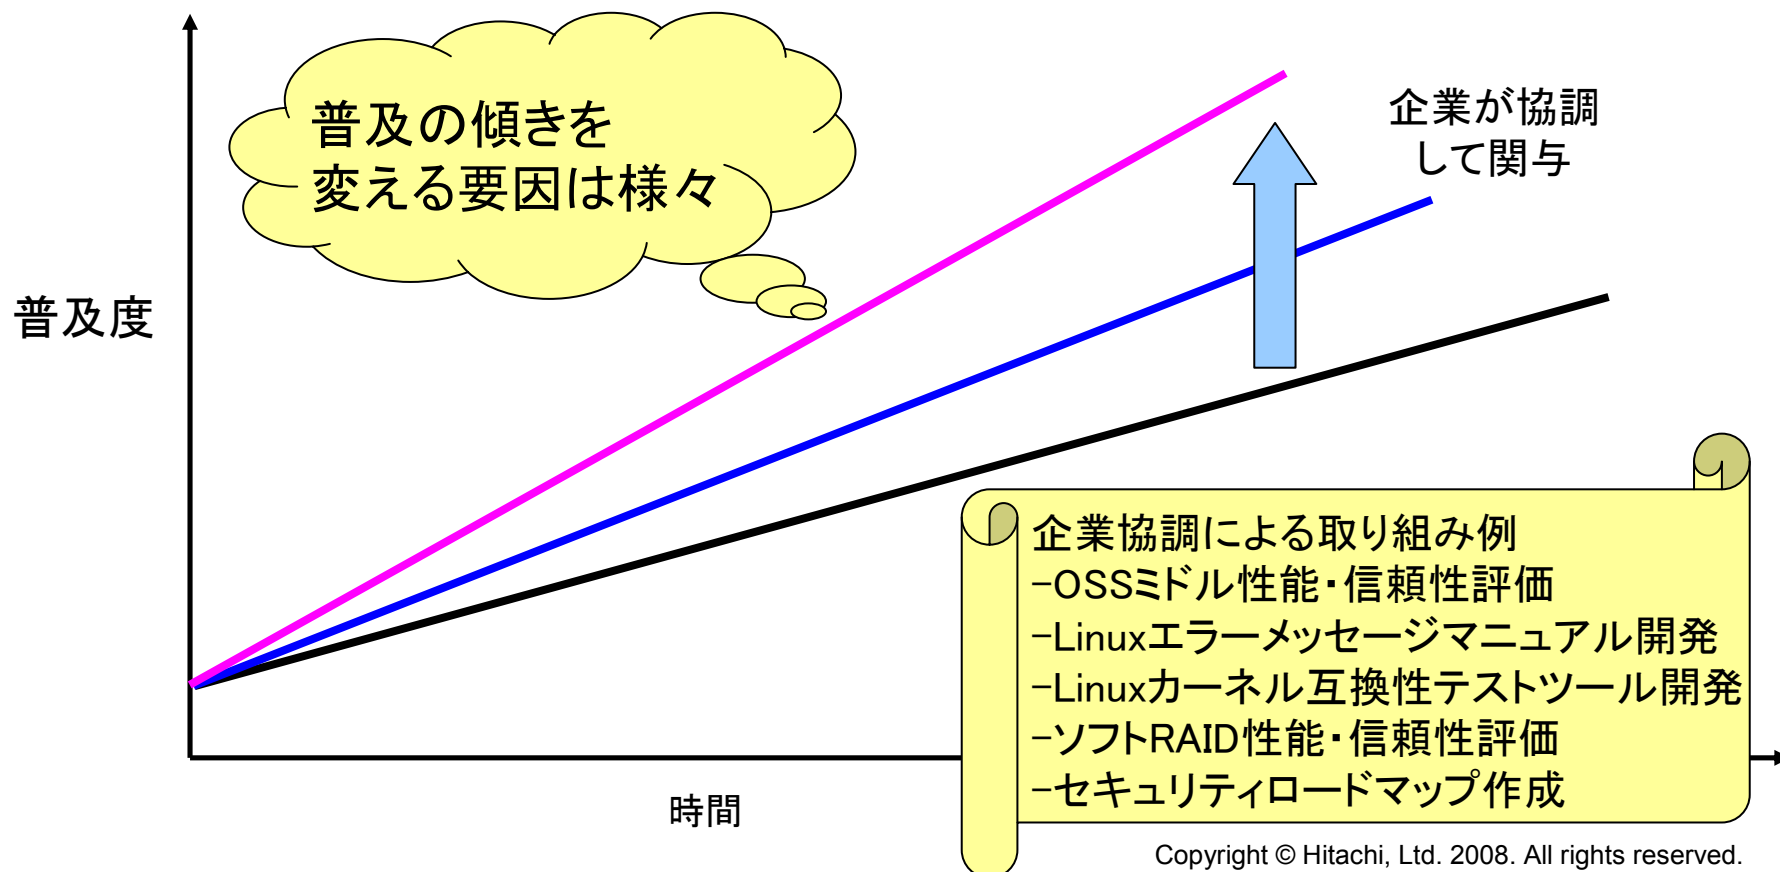 普及の傾きを
変える要因は様々
企業が協調
して関与
普及度
企業協調による取り組み例
-OSSミドル性能・信頼性評価
-Linuxエラーメッセージマニュアル開発
-Linuxカーネル互換性テストツール開発
-ソフトRAID性能・信頼性評価
-セキュリティロードマップ作成
時間
Copyright © Hitachi, Ltd. 2008. All rights reserved.